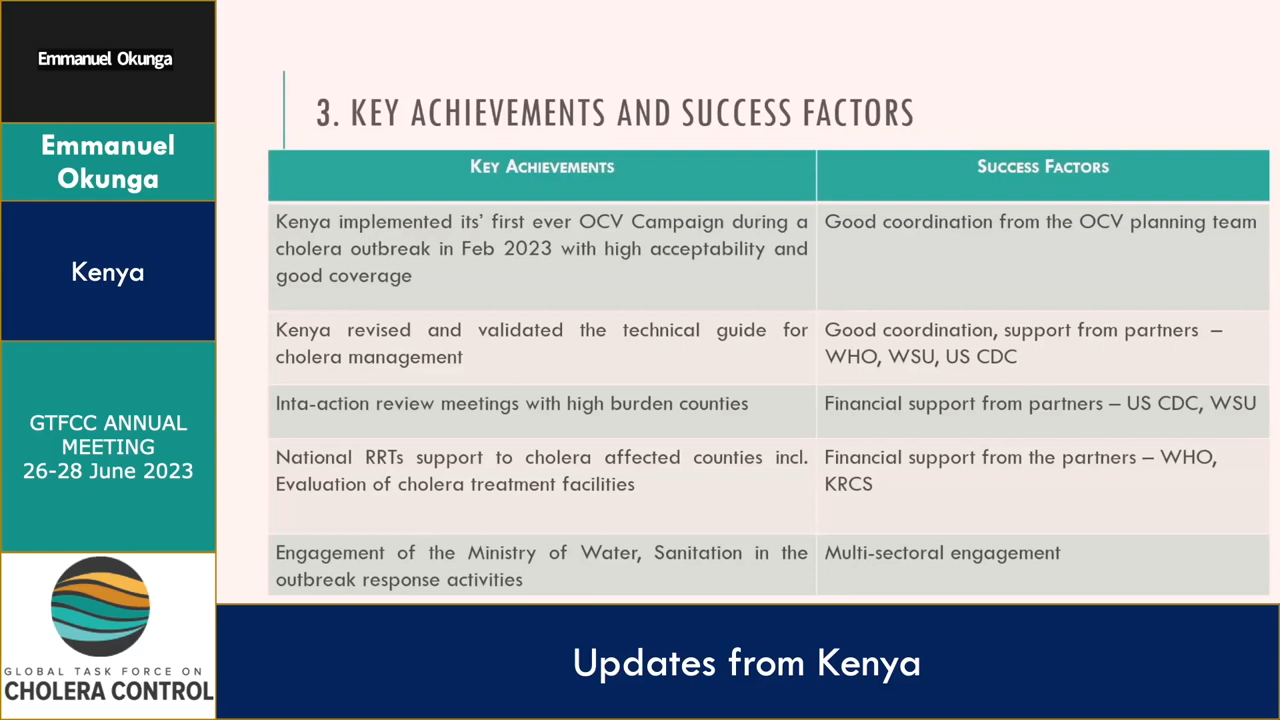 Emmanuel Okunga
Emmanuel
Okunga
Kenya
GTFCC ANNUAL
MEETING
26-28 June 2023
GLOBAL TASK FORCE ON
CHOLERA CONTROL
3. KEY ACHIEVEMENTS AND SUCCESS FACTORS
KEY ACHIEVEMENTS
SUCCESS FACTORS
Kenya implemented its’ first ever OCV Campaign during a
cholera outbreak in Feb 2023 with high acceptability and
good coverage
Good coordination from the OCV planning team
Kenya revised and validated the technical guide for
cholera management
Good coordination, support from partners –
WHO, WSU, US CDC
Inta-action review meetings with high burden counties
Financial support from partners – US CDC, WSU
National RRTs support to cholera affected counties incl.
Evaluation of cholera treatment facilities
Financial support from the partners – WHO,
KRCS
Engagement of the Ministry of Water, Sanitation in the
outbreak response activities
Multi-sectoral engagement
Updates from Kenya